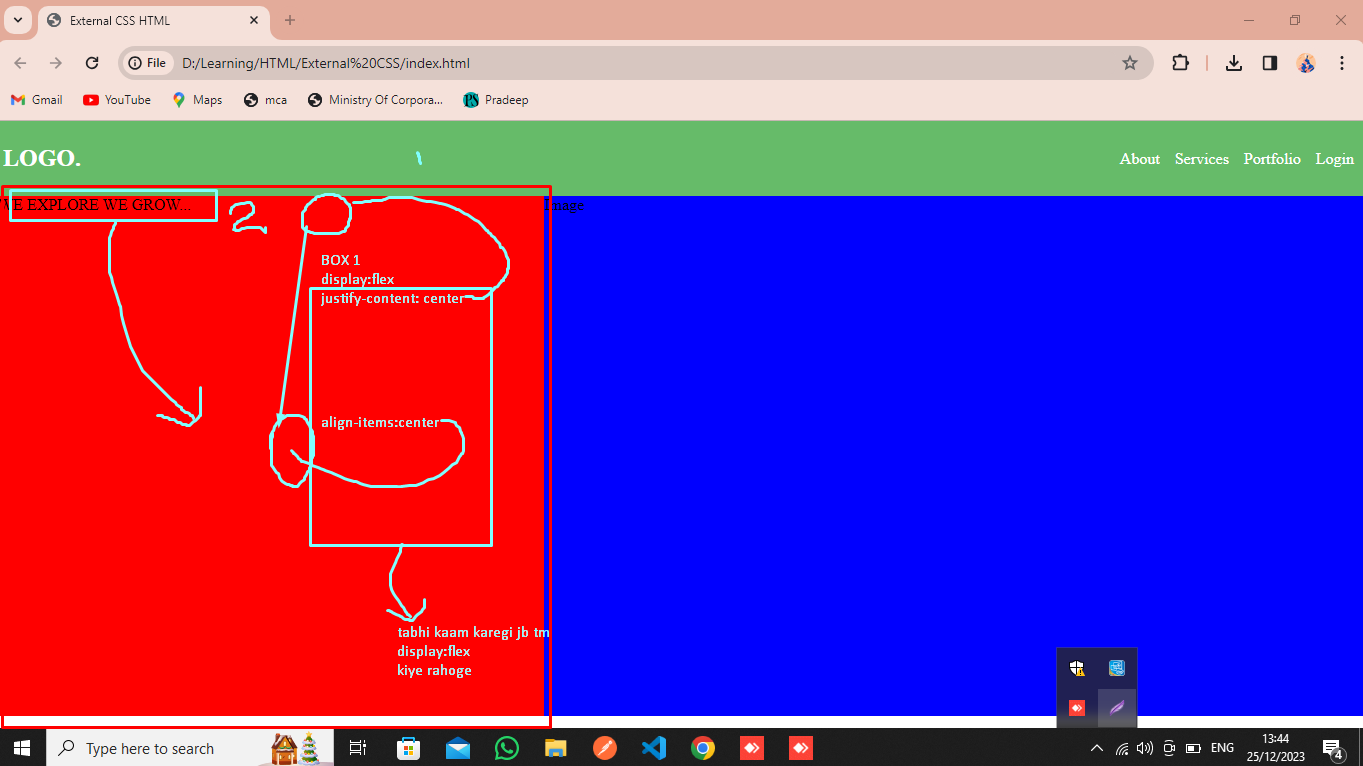 External CSS HTML
File
D:/Learning/HTML/External%20CSS/index.html
Gmail
YouTube
Maps
mca
Ministry Of Corpora...
Pradeep
LOGO.
1
About
Services
Portfolio
Login
VE EXPLORE WE GROW...
2
Image
BOX 1
display:flex
justify-content: center
align-items:center
tabhi kaam karegi jb tm
display:flex
kiye rahoge
Type here to search
ENG
13:44
25/12/2023
4